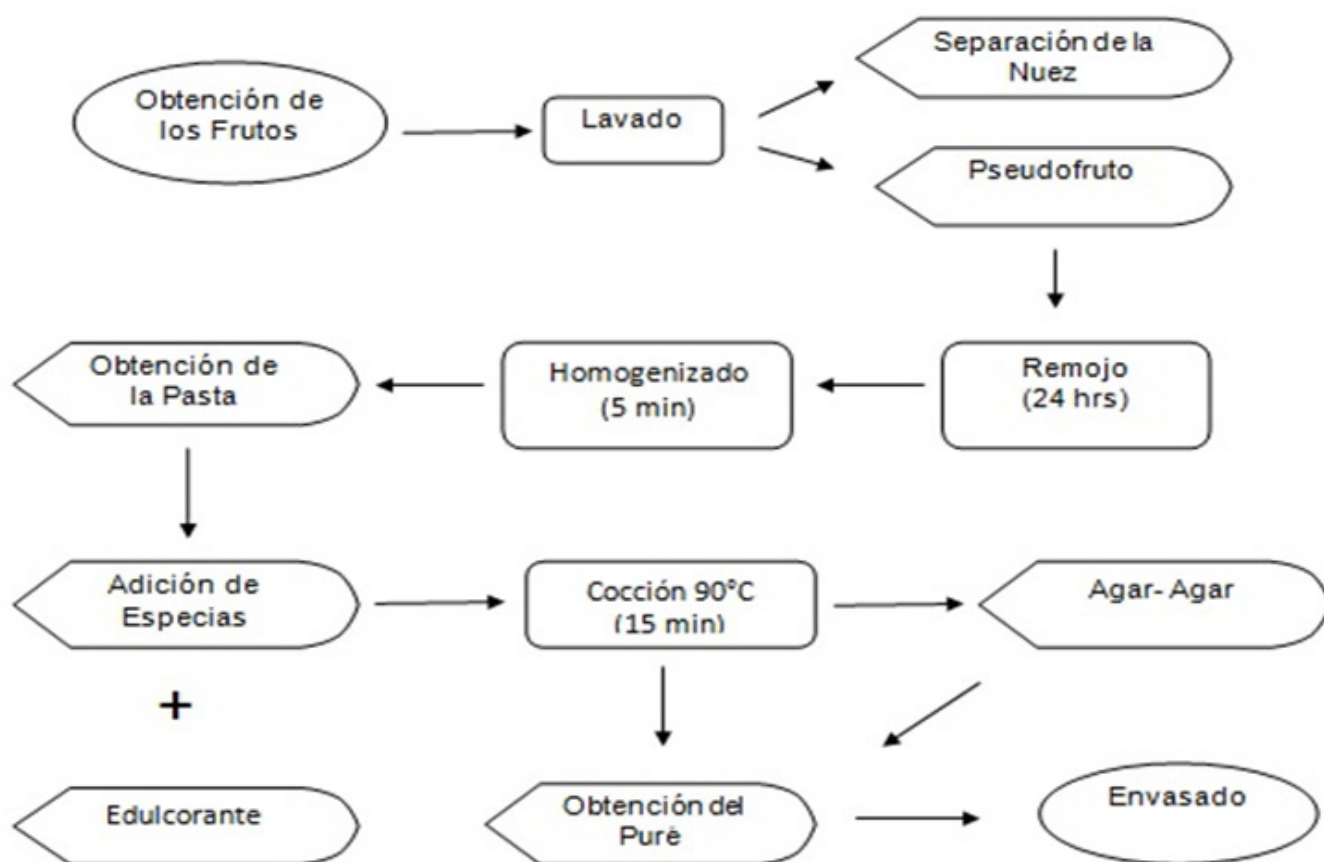 Obtención de
los Frutos
Lavado
Separación de la
Nuez
Pseudofruto
Remojo
(24 hrs)
Homogenizado
(5 min)
Obtención de
la Pasta
Adición de
Especias
+
Edulcorante
Cocción 90°C
(15 min)
Agar- Agar
Obtención del
Puré
Envasado